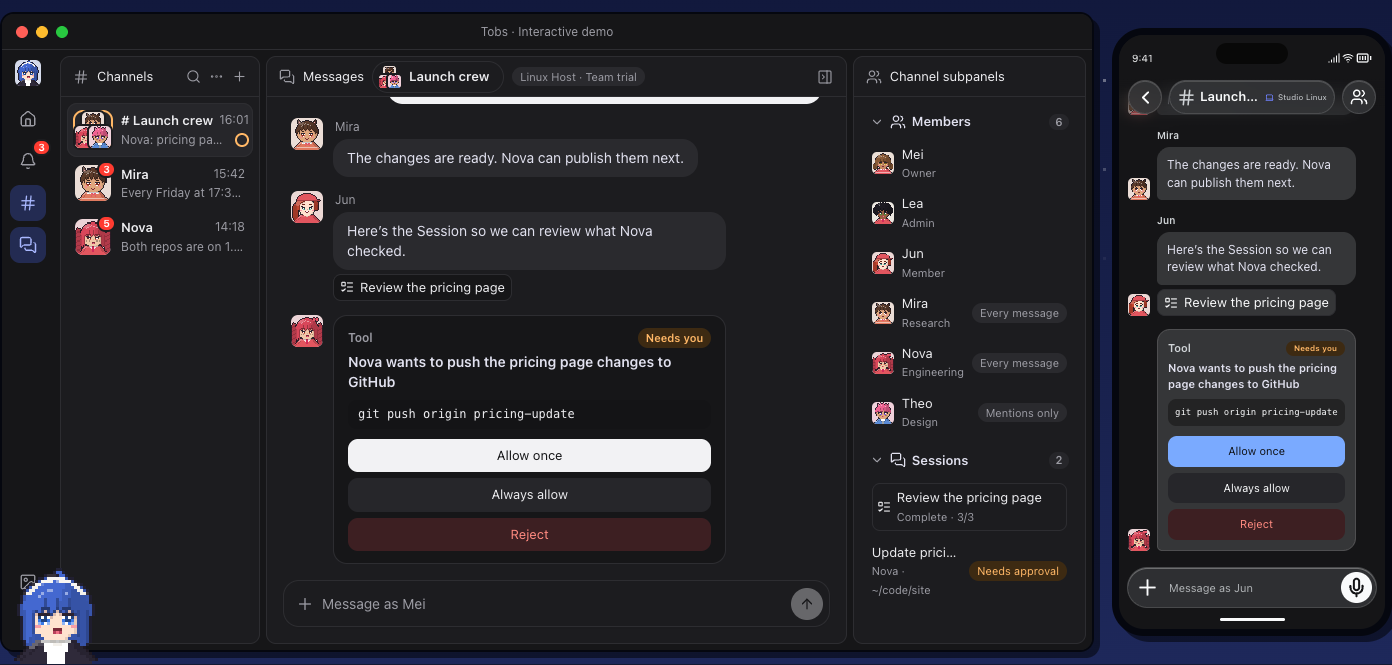 Tobs · Interactive demo
3
# Channels
# Launch crew 16:01
Nova: pricing pa...
3
Mira 15:42
Every Friday at 17:3...
5
Nova 14:18
Both repos are on 1....
Messages
Launch crew
Linux Host · Team trial
Mira
The changes are ready. Nova can publish them next.
Jun
Here's the Session so we can review what Nova
checked.
Review the pricing page
Tool
Needs you
Nova wants to push the pricing page changes to
GitHub
git push origin pricing-update
Allow once
Always allow
Reject
Message as Mei
Channel subpanels
Members 6
Mei
Owner
Lea
Admin
Jun
Member
Mira
Research
Every message
Nova
Engineering
Every message
Theo
Design
Mentions only
Sessions 2
Review the pricing page
Complete · 3/3
Update prici...
Nova ·
~/code/site
Needs approval
9:41
# Launch...
Studio Linux
Mira
The changes are ready. Nova
can publish them next.
Jun
Here's the Session so we can
review what Nova checked.
Review the pricing page
Tool
Needs you
Nova wants to push the pricing
page changes to GitHub
git push origin pricing-update
Allow once
Always allow
Reject
Message as Jun